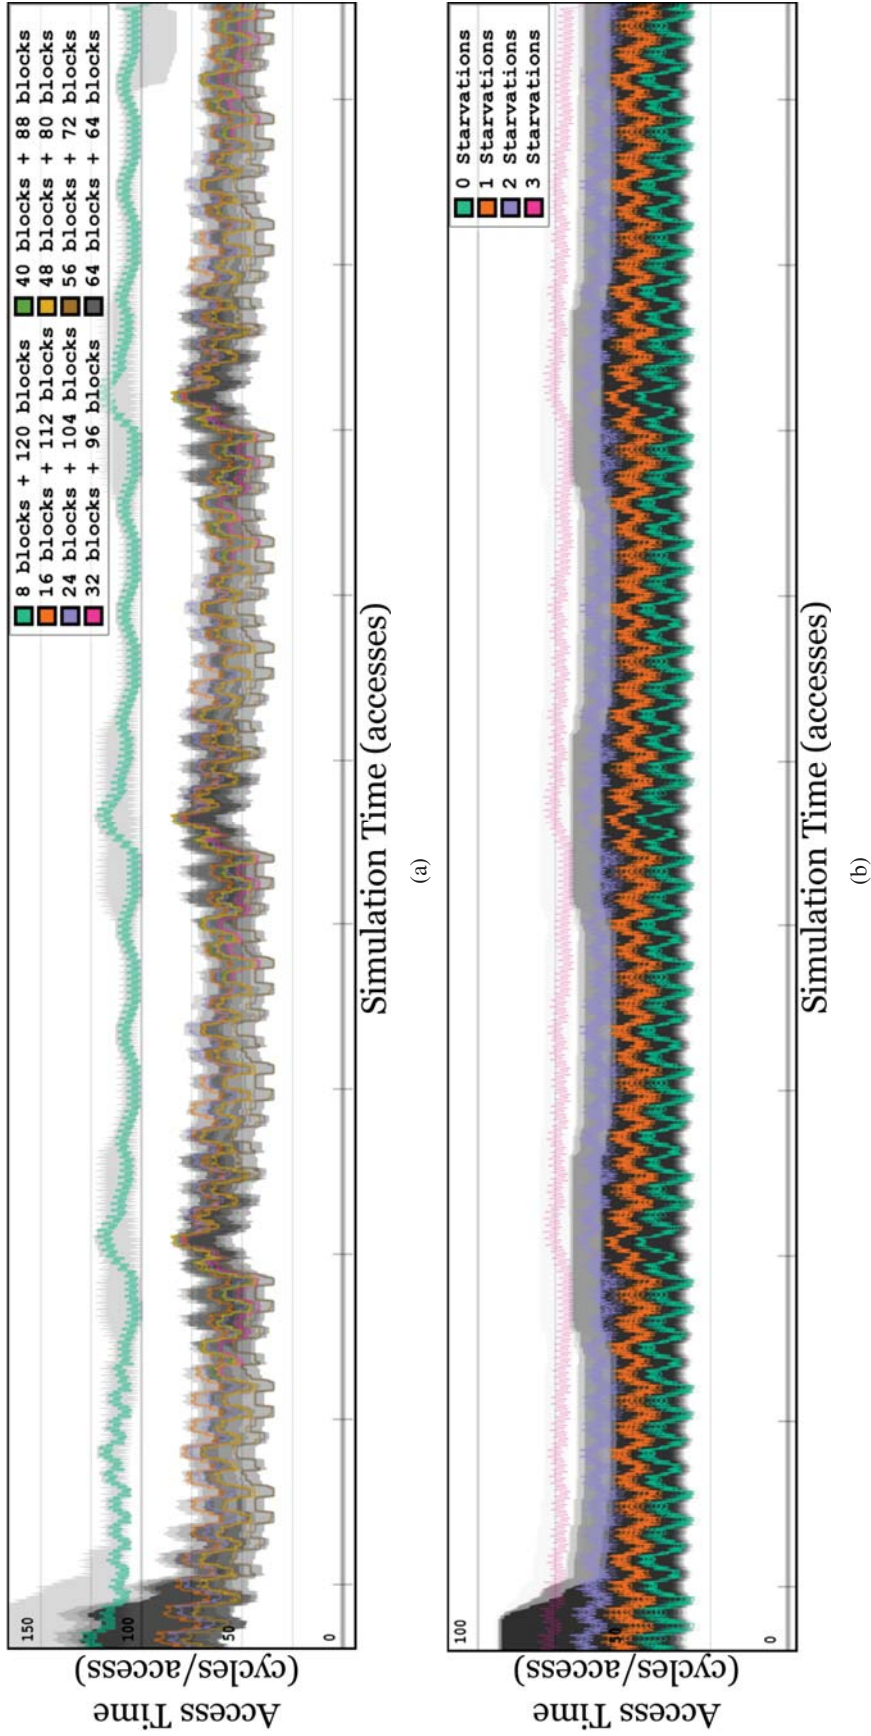 150
100
50
0
Access Time
(cycles/access)
8 blocks + 120 blocks
16 blocks + 112 blocks
24 blocks + 104 blocks
32 blocks + 96 blocks
40 blocks + 88 blocks
48 blocks + 80 blocks
56 blocks + 72 blocks
64 blocks + 64 blocks
Simulation Time (accesses)
(a)
100
50
0
Access Time
(cycles/access)
0 Starvations
1 Starvations
2 Starvations
3 Starvations
Simulation Time (accesses)
(b)